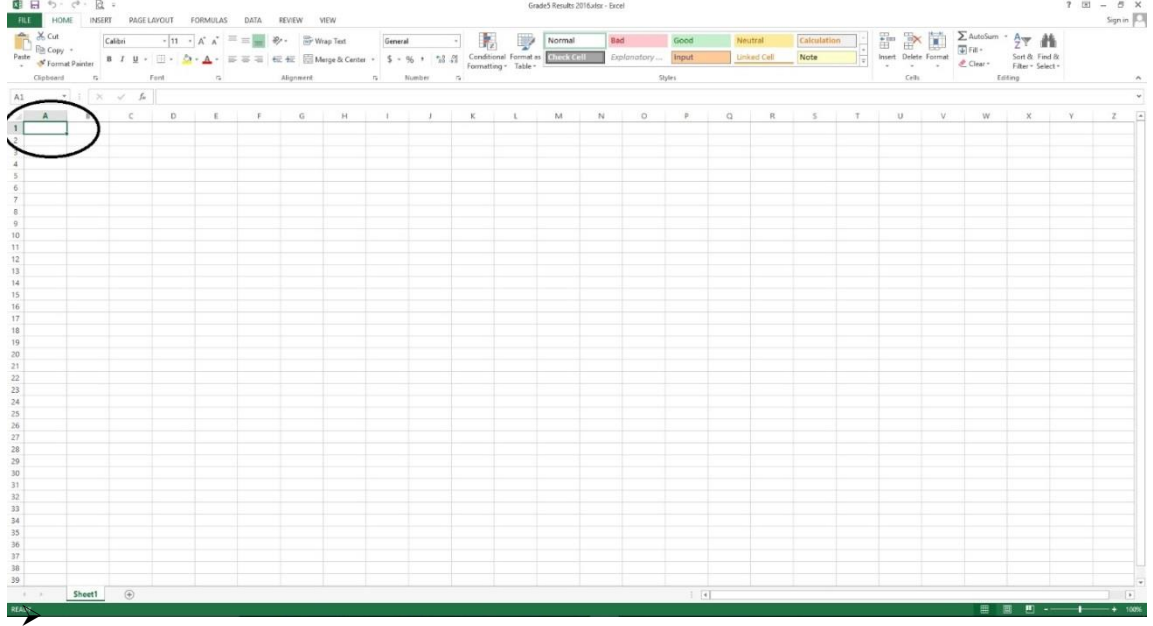 Grade5 Results 2016.xlsx - Excel
FILE HOME INSERT PAGE LAYOUT FORMULAS DATA REVIEW VIEW Sign in
Cut
Copy
Format Painter
Paste
Clipboard
Calibri 11
B I U
Font
Wrap Text
Merge & Center
Alignment
General
$ % ,
Number
Conditional Formatting
Format as Table
Normal Bad Good Neutral Calculation
Check Cell Explanatory ... Input Linked Cell Note
Styles
Insert Delete Format
Cells
AutoSum
Fill
Clear
Sort & Filter
Find & Select
Editing
A1 fx
A B C D E F G H I J K L M N O P Q R S T U V W X Y Z
1
2
3
4
5
6
7
8
9
10
11
12
13
14
15
16
17
18
19
20
21
22
23
24
25
26
27
28
29
30
31
32
33
34
35
36
37
38
39
Sheet1
100%